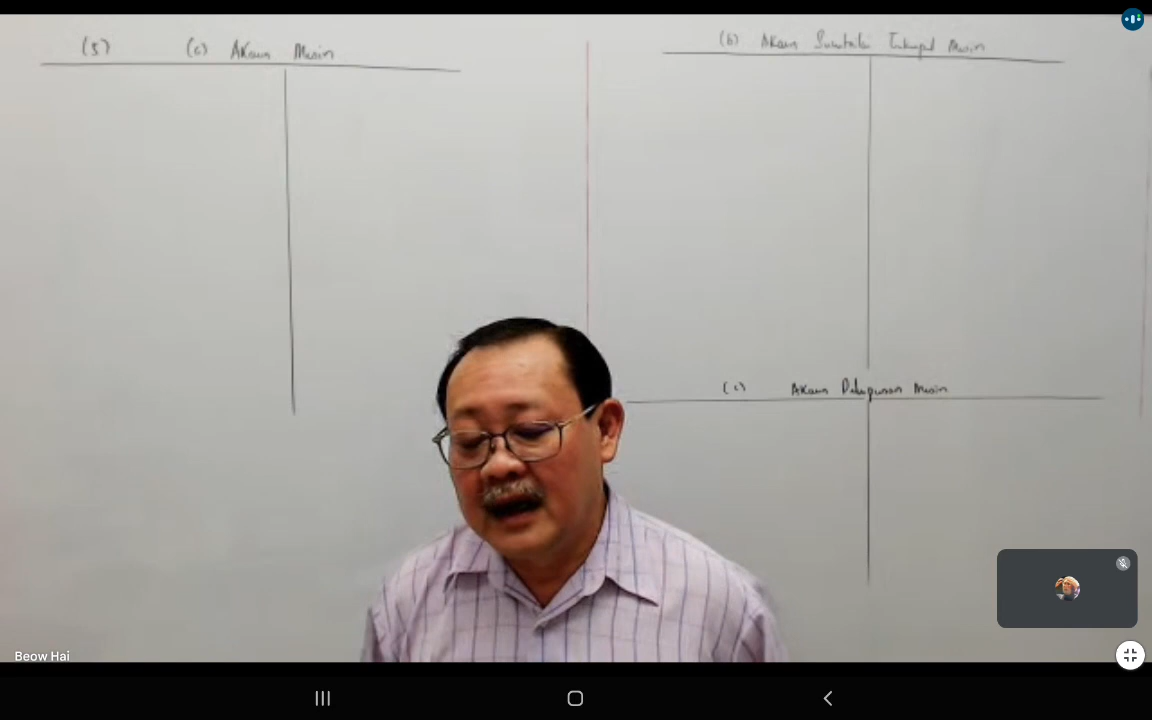 (5) (a) Akaun Mesin
(b) Akaun Susutnilai Terkumpul Mesin
(c) Akaun Pelupusan Mesin
Beow Hai